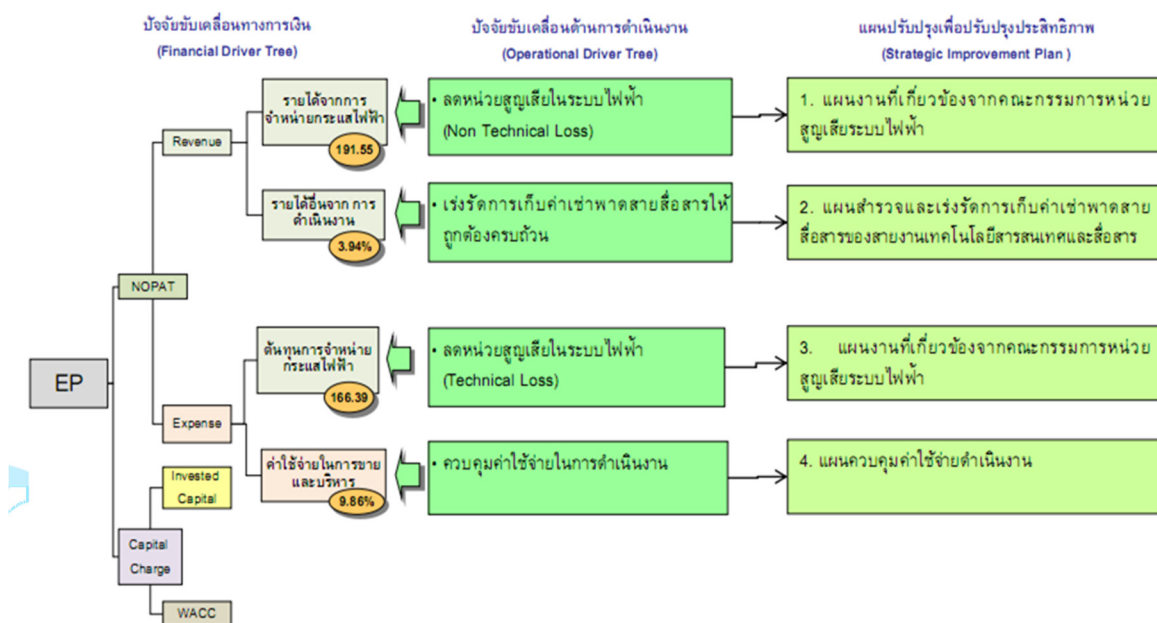 ปัจจัยขับเคลื่อนทางการเงิน
(Financial Driver Tree)
ปัจจัยขับเคลื่อนด้านการดำเนินงาน
(Operational Driver Tree)
แผนปรับปรุงเพื่อปรับปรุงประสิทธิภาพ
(Strategic Improvement Plan )
รายได้จากการ
จำหน่ายกระแสไฟฟ้า
191.55
• ลดหน่วยสูญเสียในระบบไฟฟ้า
(Non Technical Loss)
1. แผนงานที่เกี่ยวข้องจากคณะกรรมการหน่วย
สูญเสียระบบไฟฟ้า
Revenue
รายได้อื่นจาก การ
ดำเนินงาน
3.94%
• เร่งรัดการเก็บค่าเช่าพาดสายสื่อสารให้
ถูกต้องครบถ้วน
2. แผนสำรวจและเร่งรัดการเก็บค่าเช่าพาดสาย
สื่อสารของสายงานเทคโนโลยีสารสนเทศและสื่อสาร
NOPAT
EP
ต้นทุนการจำหน่าย
กระแสไฟฟ้า
166.39
• ลดหน่วยสูญเสียในระบบไฟฟ้า
(Technical Loss)
3. แผนงานที่เกี่ยวข้องจากคณะกรรมการหน่วย
สูญเสียระบบไฟฟ้า
Expense
ค่าใช้จ่ายในการขาย
และบริหาร
9.86%
• ควบคุมค่าใช้จ่ายในการดำเนินงาน
4. แผนควบคุมค่าใช้จ่ายดำเนินงาน
Invested
Capital
Capital
Charge
WACC